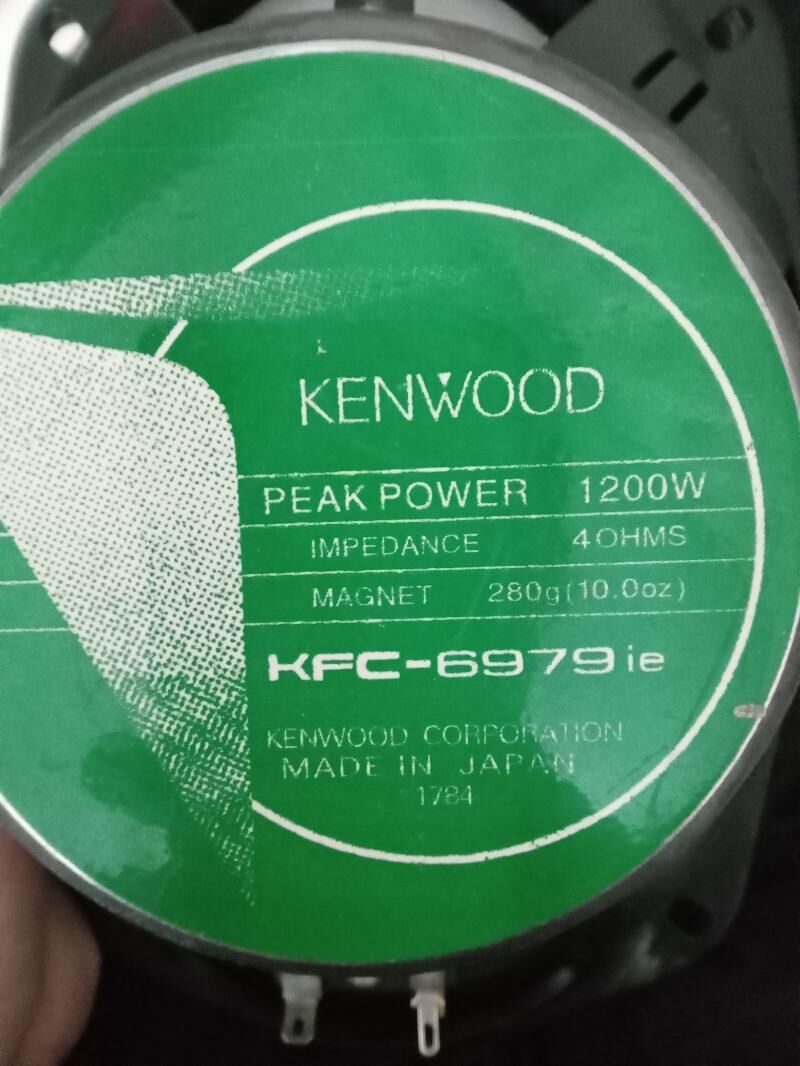 KENWOOD
PEAK POWER 1200W
IMPEDANCE 4OHMS
MAGNET 280g(10.0oz)
KFC-6979ie
KENWOOD CORPORATION
MADE IN JAPAN
1784